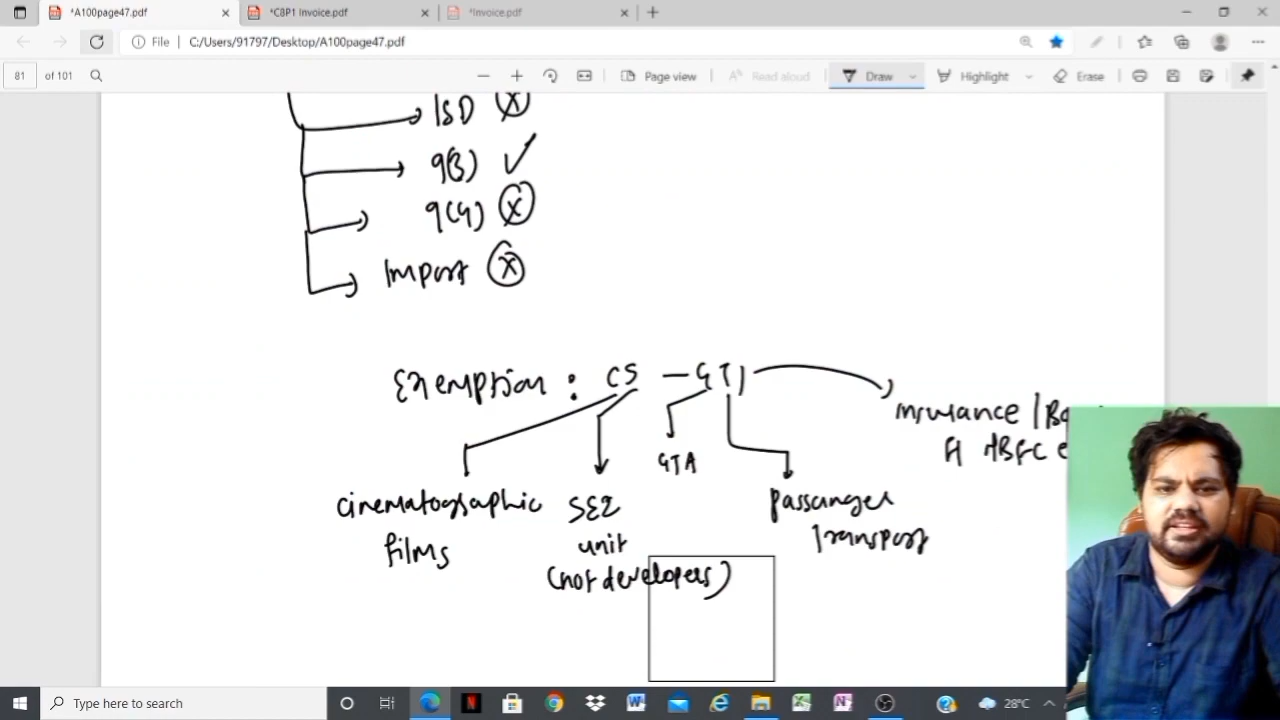 *A100page47.pdf
*CBP1 Invoice.pdf
*Invoice.pdf
File C:/Users/91797/Desktop/A100page47.pdf
81 of 101
Page view
Read aloud
Draw
Highlight
Erase
ISD X
9(3) ✓
9(4) X
Import X
Exemption : CS - GTI
Insurance /
FI NBFC
GTA
cinematographic
films
SEZ
unit
(not developers)
Passanger
Transport
Type here to search
28°C